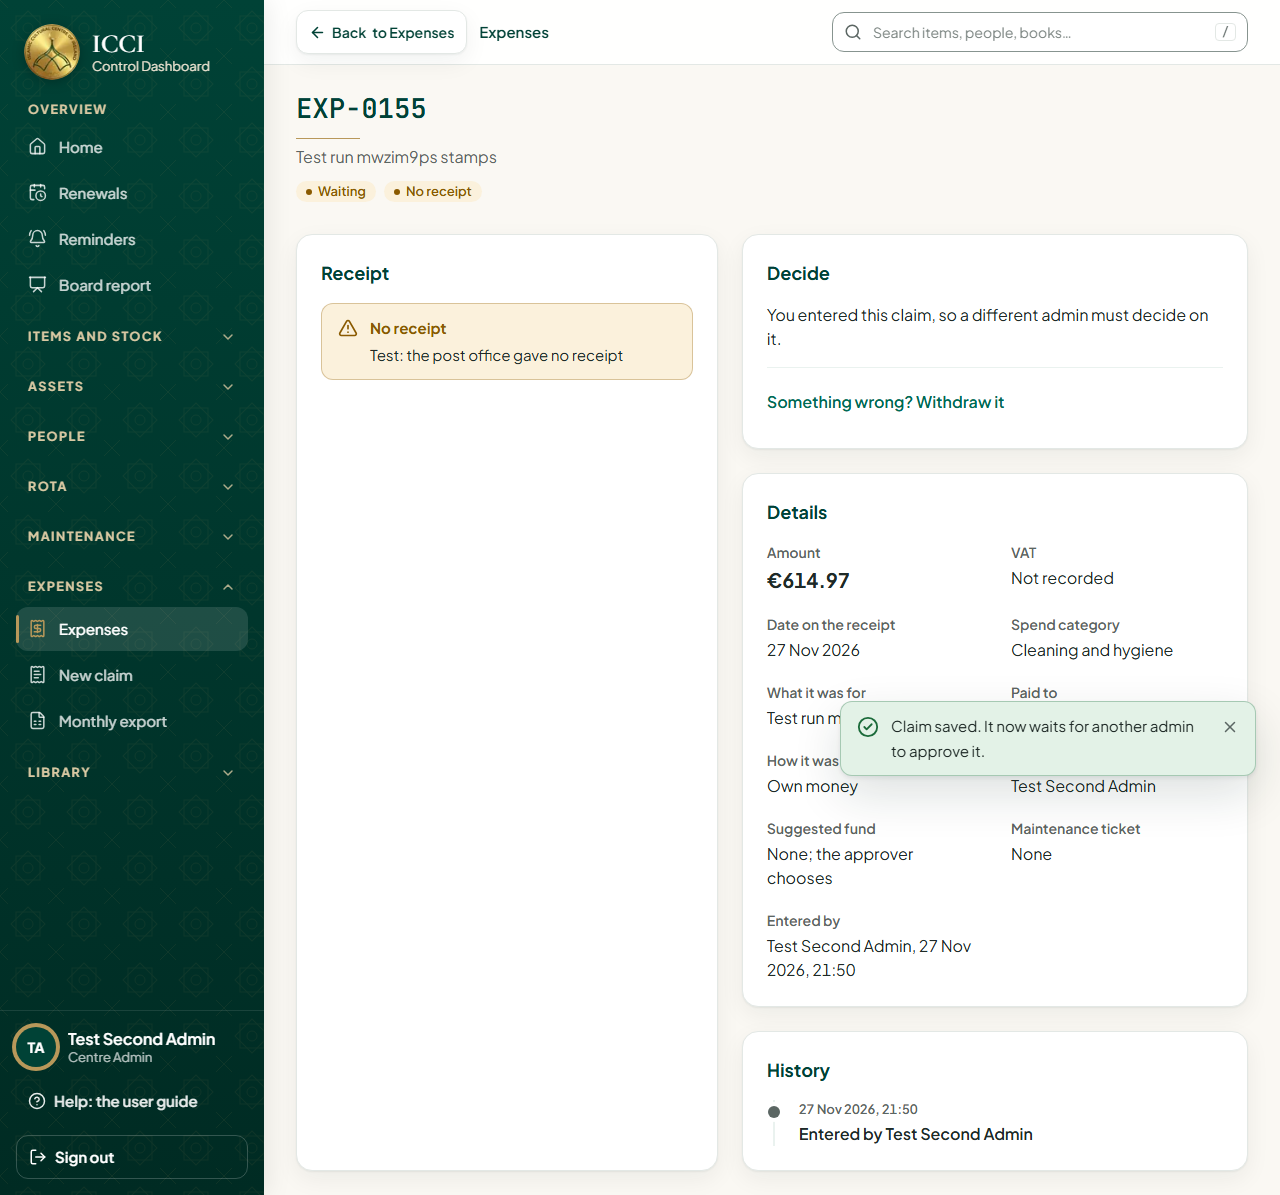 ICCI
Control Dashboard
OVERVIEW
Home
Renewals
Reminders
Board report
ITEMS AND STOCK
ASSETS
PEOPLE
ROTA
MAINTENANCE
EXPENSES
Expenses
New claim
Monthly export
LIBRARY
TA
Test Second Admin
Centre Admin
Help: the user guide
Sign out
Back to Expenses
Expenses
Search items, people, books...
/
EXP-0155
Test run mwzim9ps stamps
Waiting
No receipt
Receipt
No receipt
Test: the post office gave no receipt
Decide
You entered this claim, so a different admin must decide on
it.
Something wrong? Withdraw it
Details
Amount
€614.97
VAT
Not recorded
Date on the receipt
27 Nov 2026
Spend category
Cleaning and hygiene
What it was for
Test run
Paid to
How it was
Own money
Test Second Admin
Claim saved. It now waits for another admin
to approve it.
Suggested fund
None; the approver
chooses
Maintenance ticket
None
Entered by
Test Second Admin, 27 Nov
2026, 21:50
History
27 Nov 2026, 21:50
Entered by Test Second Admin